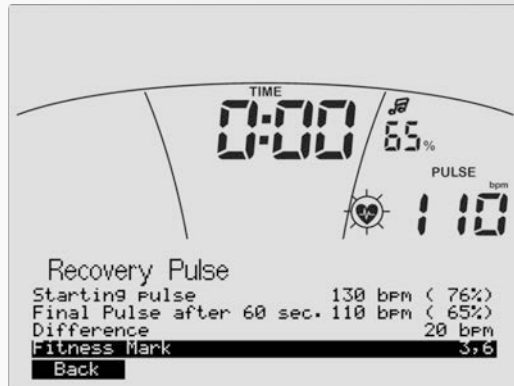 TIME
0:00
65%
PULSE
bpm
110
Recovery Pulse
Starting pulse 130 bpm ( 76%)
Final Pulse after 60 sec. 110 bpm ( 65%)
Difference 20 bpm
Fitness Mark 3,6
Back